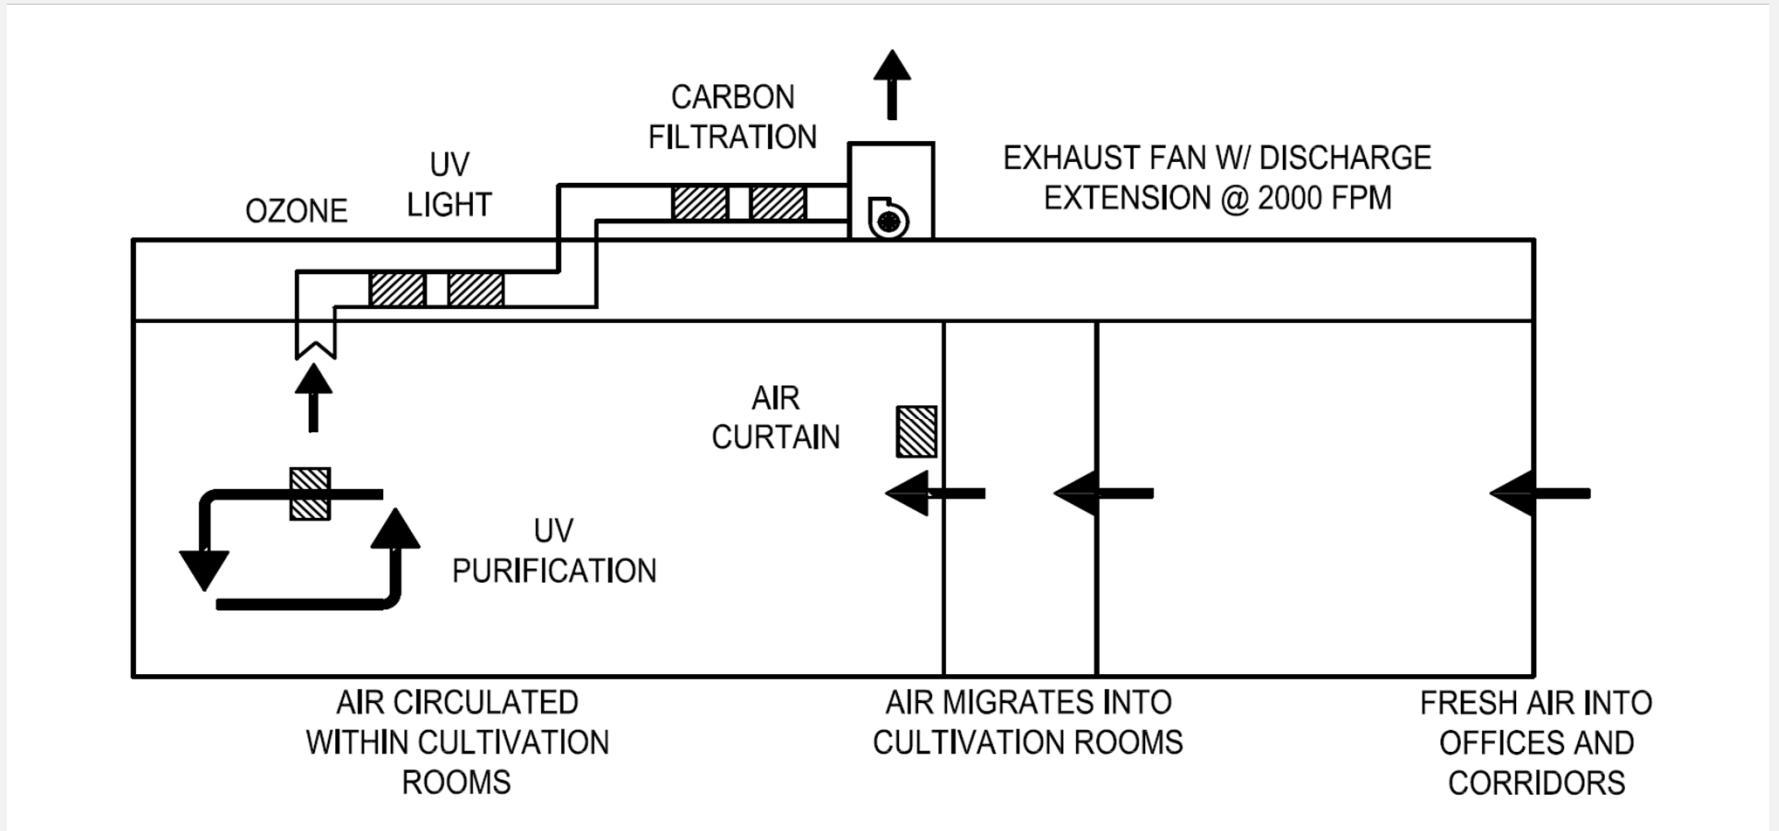 CARBON
FILTRATION
UV
LIGHT
OZONE
EXHAUST FAN W/ DISCHARGE
EXTENSION @ 2000 FPM
AIR
CURTAIN
UV
PURIFICATION
AIR CIRCULATED
WITHIN CULTIVATION
ROOMS
AIR MIGRATES INTO
CULTIVATION ROOMS
FRESH AIR INTO
OFFICES AND
CORRIDORS